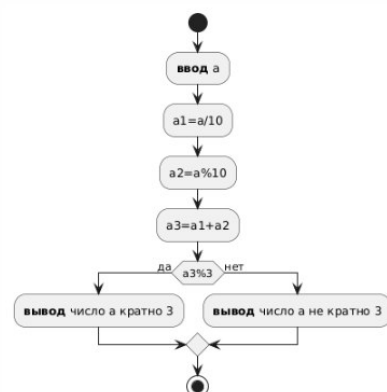 ввод a
a1=a/10
a2=a%10
a3=a1+a2
a3%3
да
нет
вывод число a кратно 3
вывод число a не кратно 3